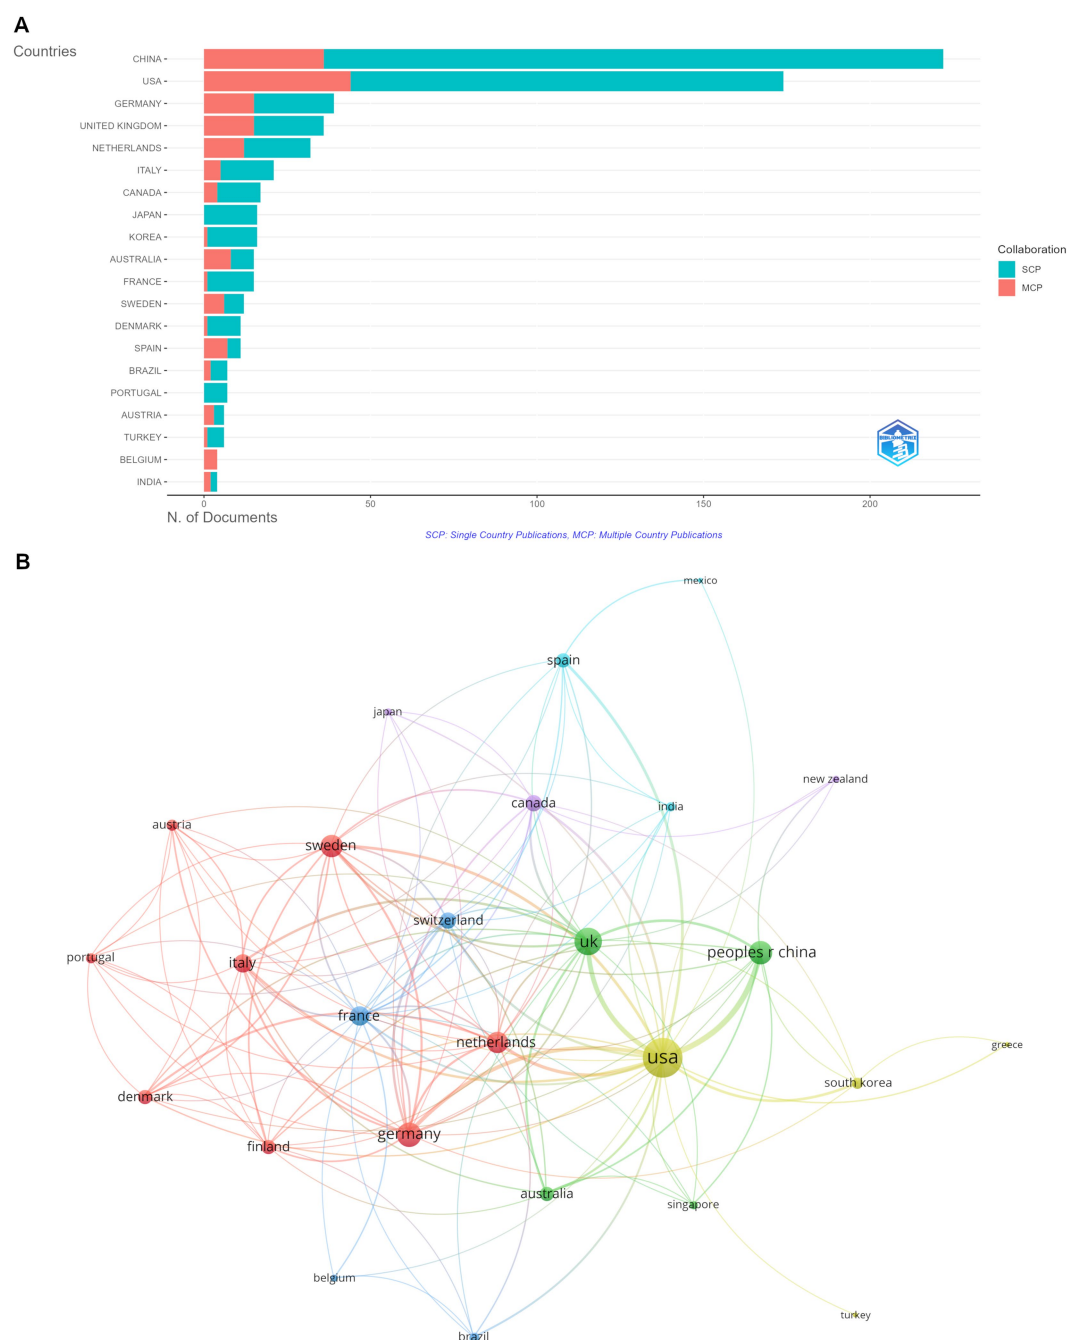 A
Countries
CHINA
USA
GERMANY
UNITED KINGDOM
NETHERLANDS
ITALY
CANADA
JAPAN
KOREA
AUSTRALIA
FRANCE
SWEDEN
DENMARK
SPAIN
BRAZIL
PORTUGAL
AUSTRIA
TURKEY
BELGIUM
INDIA
Collaboration
SCP
MCP
BIBLIOMETRIX
0 50 100 150 200
N. of Documents
SCP: Single Country Publications, MCP: Multiple Country Publications
B
mexico
spain
japan
new zealand
canada
india
austria
sweden
switzerland
uk
peoples r china
portugal
italy
france
netherlands
usa
greece
south korea
denmark
germany
finland
australia
singapore
belgium
turkey
brazil